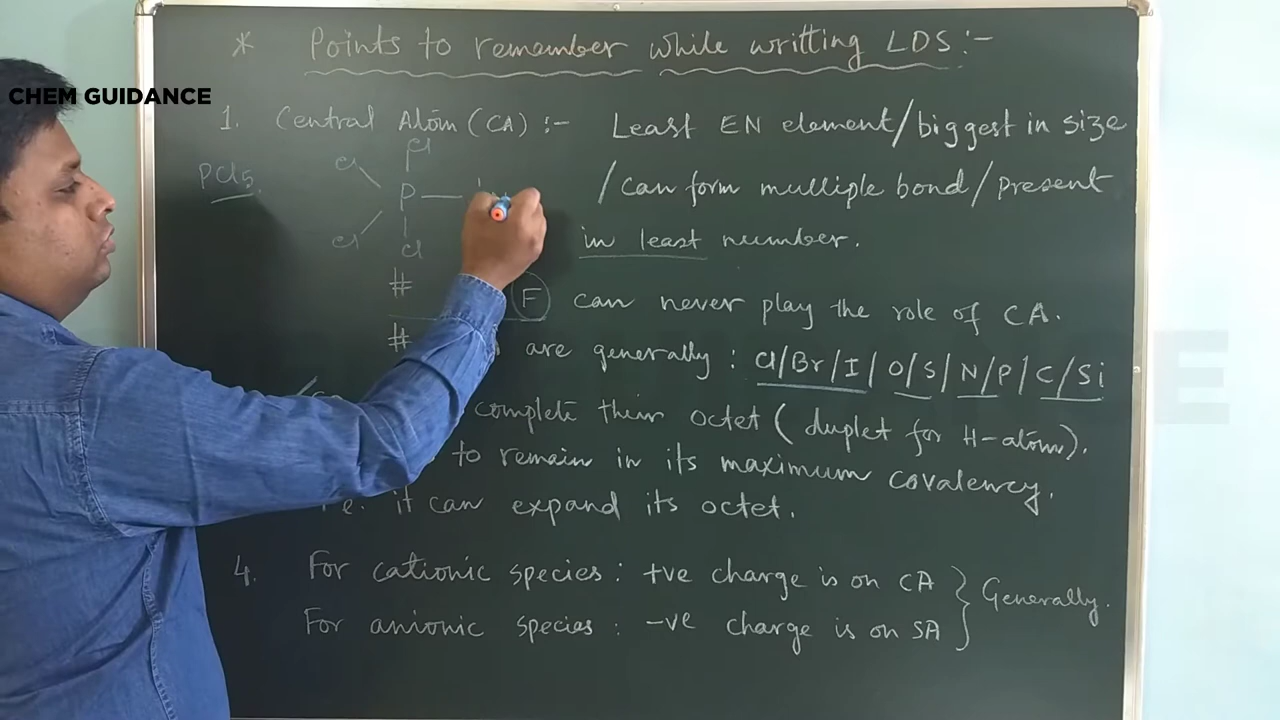 * Points to remember while writting LDS :-
CHEM GUIDANCE
1. Central Atom (CA) :- Least EN element/biggest in size
/can form multiple bond/present
in least number.
PCl5
Cl Cl
P
Cl Cl
# F can never play the role of CA.
# are generally : Cl/Br/I/O/S/N/P/C/Si
complete their octet (duplet for H-atom).
to remain in its maximum covalency.
i.e. it can expand its octet.
4. For cationic species : +ve charge is on CA
For anionic species : -ve charge is on SA
} Generally.
E